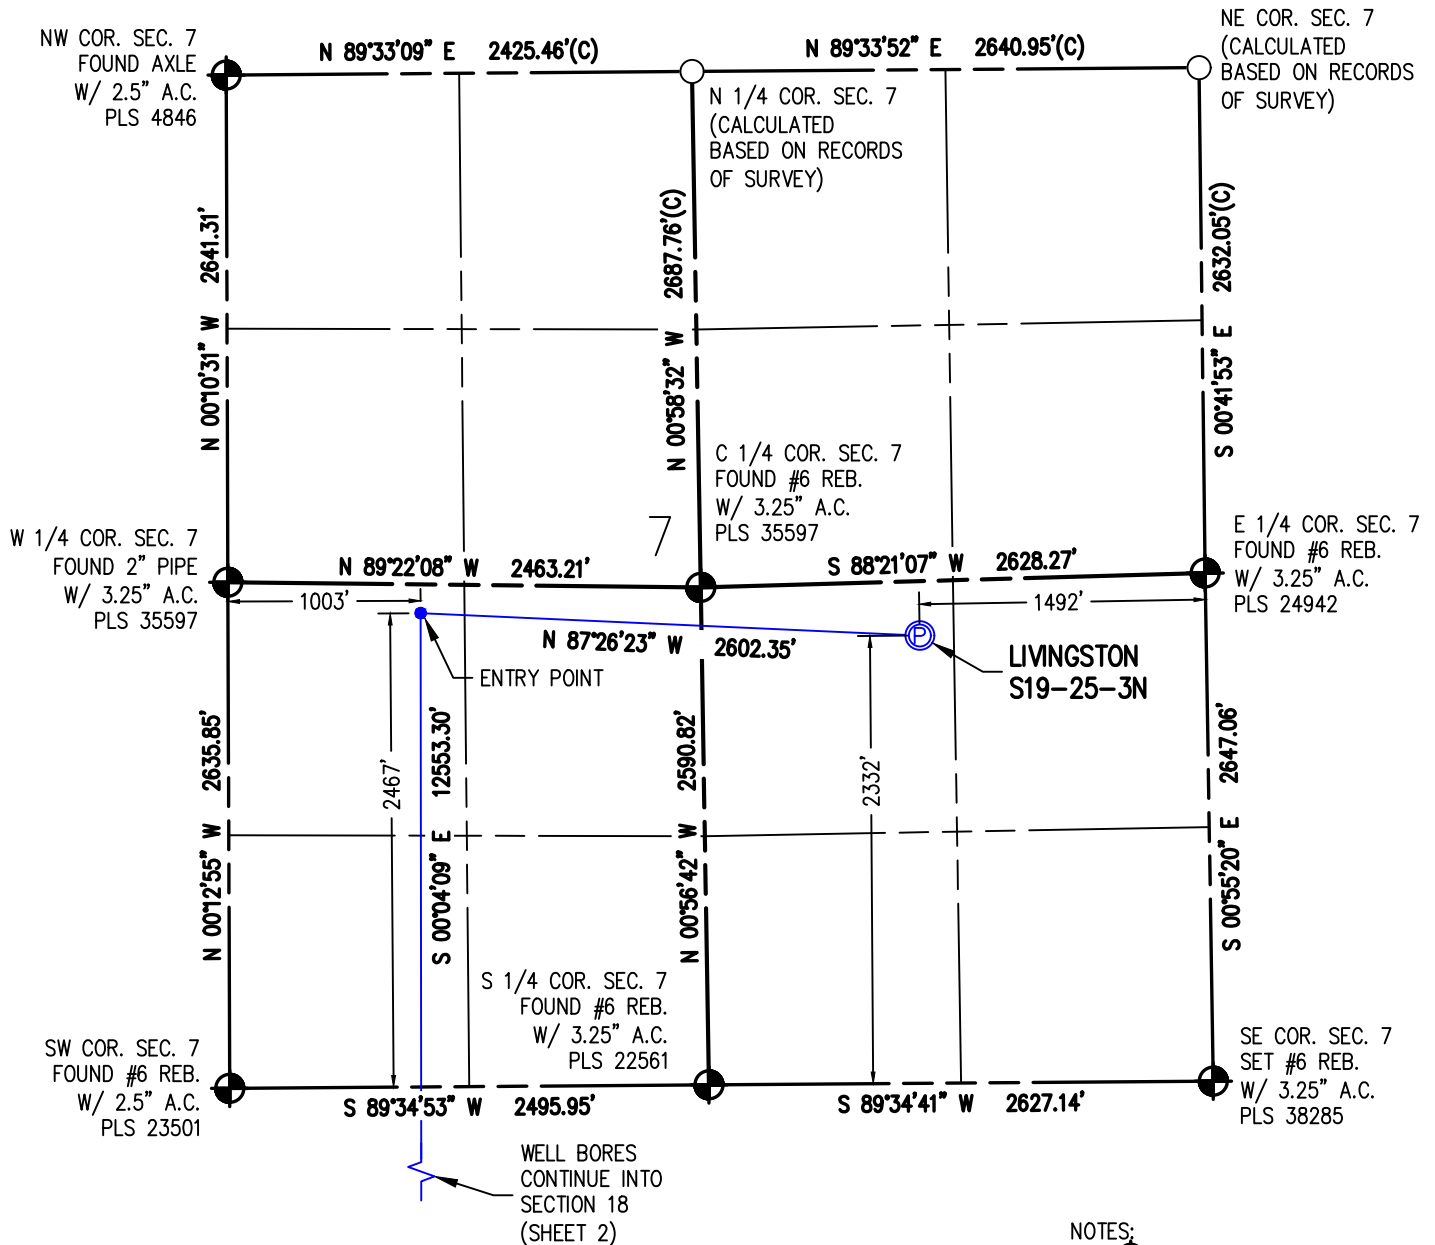 NW COR. SEC. 7
FOUND AXLE
W/ 2.5" A.C.
PLS 4846
N 89°33'09" E 2425.46'(C)
N 89°33'52" E 2640.95'(C)
NE COR. SEC. 7
(CALCULATED
BASED ON RECORDS
OF SURVEY)
N 1/4 COR. SEC. 7
(CALCULATED
BASED ON RECORDS
OF SURVEY)
N 00°10'31" W 2641.31'
N 00°58'32" W 2687.76'(C)
S 00°41'53" E 2632.05'(C)
C 1/4 COR. SEC. 7
FOUND #6 REB.
W/ 3.25" A.C.
PLS 35597
7
W 1/4 COR. SEC. 7
FOUND 2" PIPE
W/ 3.25" A.C.
PLS 35597
E 1/4 COR. SEC. 7
FOUND #6 REB.
W/ 3.25" A.C.
PLS 24942
N 89°22'08" W 2463.21'
S 88°21'07" W 2628.27'
1003'
1492'
N 87°26'23" W 2602.35'
P
LIVINGSTON
S19-25-3N
ENTRY POINT
N 00°12'55" W 2635.85'
2467'
S 00°04'09" E 12553.30'
N 00°56'42" W 2590.82'
2332'
S 00°55'20" E 2647.06'
S 1/4 COR. SEC. 7
FOUND #6 REB.
W/ 3.25" A.C.
PLS 22561
SW COR. SEC. 7
FOUND #6 REB.
W/ 2.5" A.C.
PLS 23501
SE COR. SEC. 7
SET #6 REB.
W/ 3.25" A.C.
PLS 38285
S 89°34'53" W 2495.95'
S 89°34'41" W 2627.14'
WELL BORES
CONTINUE INTO
SECTION 18
(SHEET 2)
NOTES: